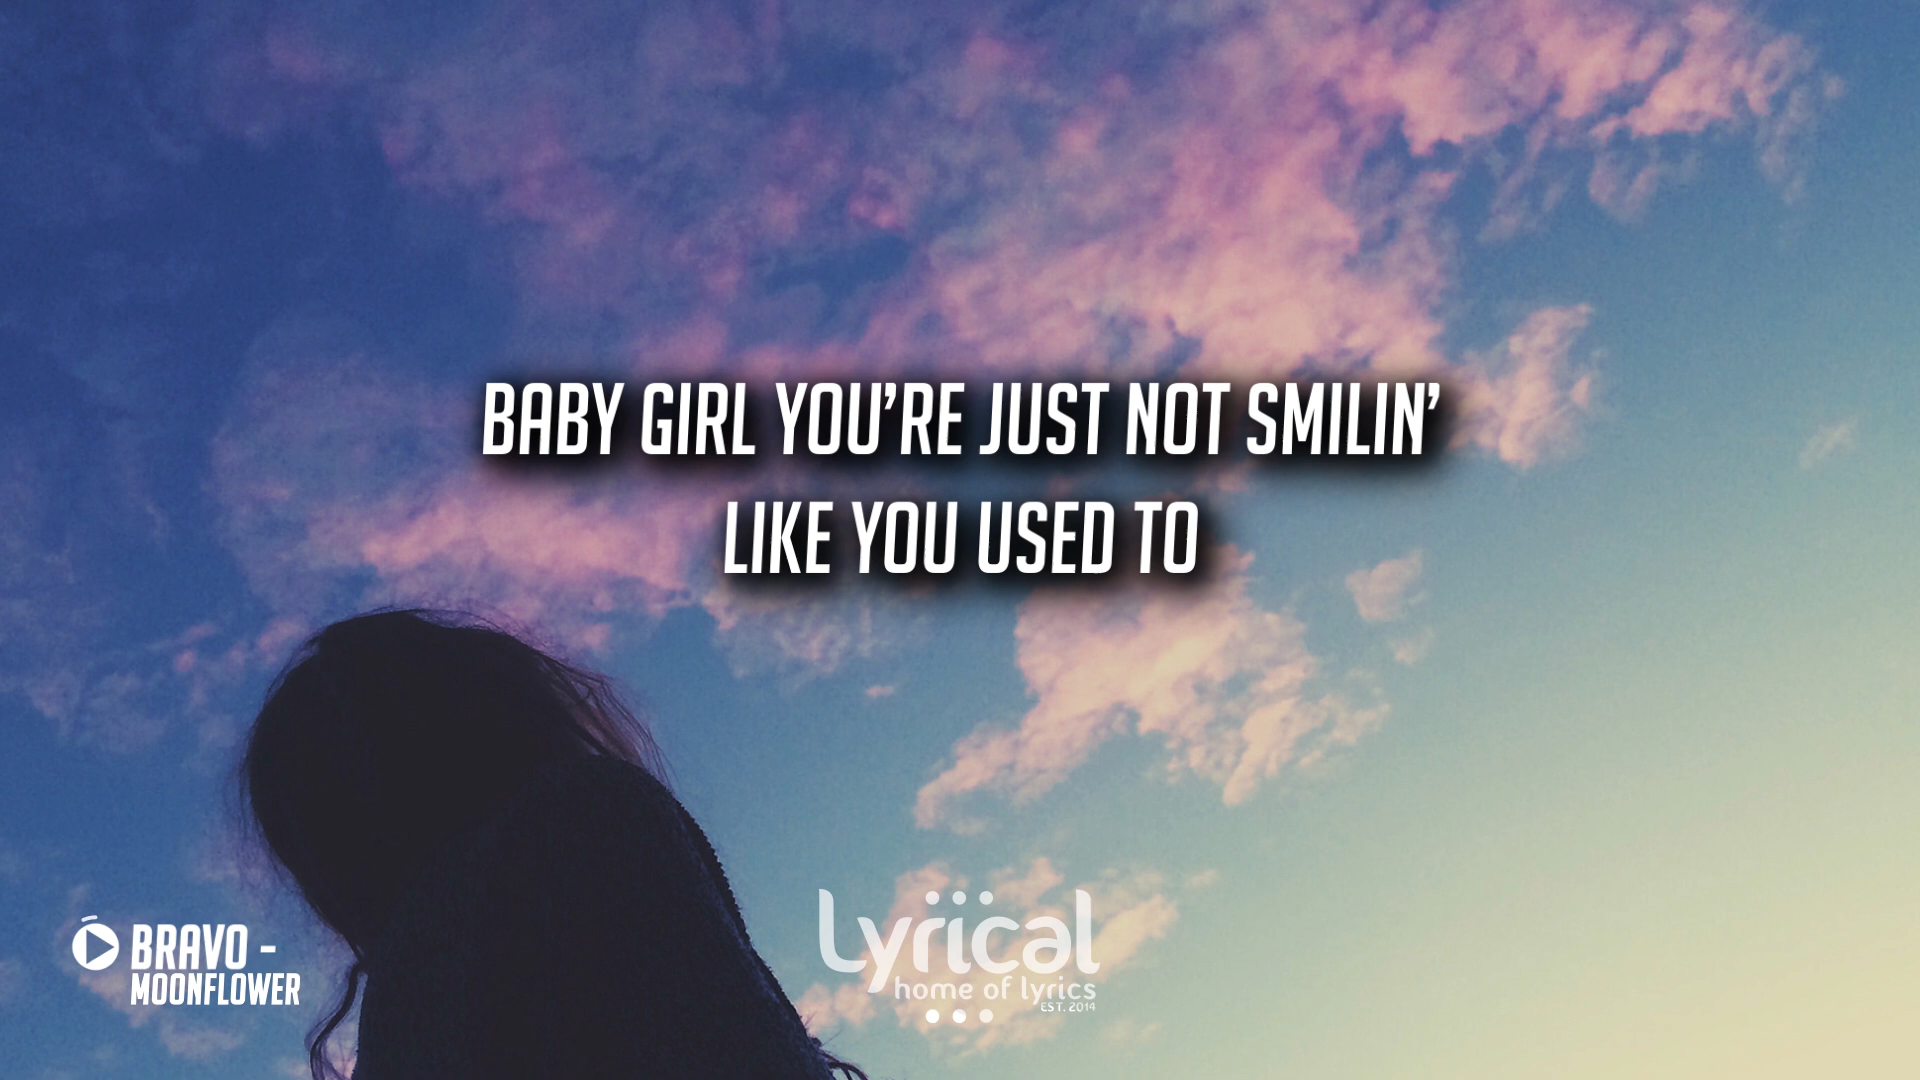 BABY GIRL YOU’RE JUST NOT SMILIN’
LIKE YOU USED TO
BRAVO -
MOONFLOWER
Lyrical
home of lyrics
EST. 2014